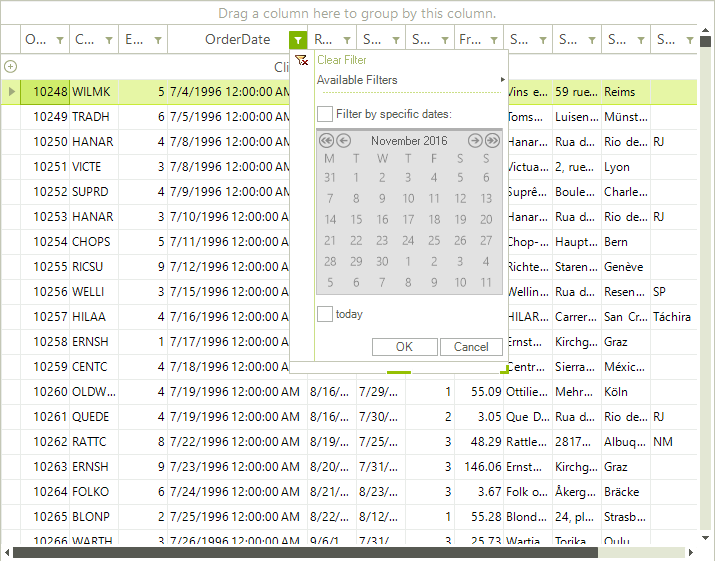 Drag a column here to group by this column.
O... C... E... OrderDate R... S... S... Fr... S... S... S... S...
Cli
10248 WILMK 5 7/4/1996 12:00:00 AM Vins e... 59 rue... Reims
10249 TRADH 6 7/5/1996 12:00:00 AM Toms... Luisen... Münst...
10250 HANAR 4 7/8/1996 12:00:00 AM Hanar... Rua d... Rio de... RJ
10251 VICTE 3 7/8/1996 12:00:00 AM Victua... 2, rue... Lyon
10252 SUPRD 4 7/9/1996 12:00:00 AM Suprê... Boule... Charle...
10253 HANAR 3 7/10/1996 12:00:00 AM Hanar... Rua d... Rio de... RJ
10254 CHOPS 5 7/11/1996 12:00:00 AM Chop-... Haupt... Bern
10255 RICSU 9 7/12/1996 12:00:00 AM Richte... Staren... Genève
10256 WELLI 3 7/15/1996 12:00:00 AM Wellin... Rua d... Resen... SP
10257 HILAA 4 7/16/1996 12:00:00 AM HILAR... Carrer... San Cr... Táchira
10258 ERNSH 1 7/17/1996 12:00:00 AM Ernst... Kirchg... Graz
10259 CENTC 4 7/18/1996 12:00:00 AM Centr... Sierra... Méxic...
10260 OLDW... 4 7/19/1996 12:00:00 AM 8/16/... 7/29/... 1 55.09 Ottilie... Mehr... Köln
10261 QUEDE 4 7/19/1996 12:00:00 AM 8/16/... 7/30/... 2 3.05 Que D... Rua d... Rio de... RJ
10262 RATTC 8 7/22/1996 12:00:00 AM 8/19/... 7/25/... 3 48.29 Rattle... 2817... Albuq... NM
10263 ERNSH 9 7/23/1996 12:00:00 AM 8/20/... 7/31/... 3 146.06 Ernst... Kirchg... Graz
10264 FOLKO 6 7/24/1996 12:00:00 AM 8/21/... 8/23/... 3 3.67 Folk o... Åkerg... Bräcke
10265 BLONP 2 7/25/1996 12:00:00 AM 8/22/... 8/12/... 1 55.28 Blond... 24, pl... Strasb...
10266 WARTH 3 7/26/1996 12:00:00 AM 9/6/1... 7/31/... 3 25.73 Wartia... Torika... Oulu
Clear Filter
Available Filters
Filter by specific dates:
November 2016
M T W T F S S
31 1 2 3 4 5 6
7 8 9 10 11 12 13
14 15 16 17 18 19 20
21 22 23 24 25 26 27
28 29 30 1 2 3 4
5 6 7 8 9 10 11
today
OK Cancel